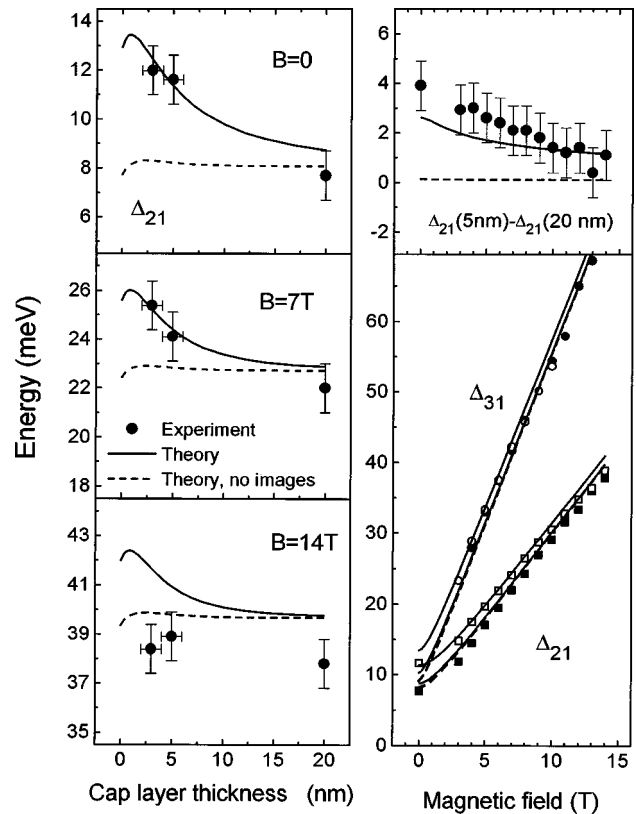 14
12
10
8
6
B=0
Δ21
26
24
22
20
18
B=7T
Experiment
Theory
Theory, no images
43
41
39
37
35
B=14T
0 5 10 15 20
Cap layer thickness (nm)
Energy (meV)
6
4
2
0
-2
Δ21(5nm)-Δ21(20 nm)
60
50
40
30
20
10
0
Δ31
Δ21
0 5 10 15
Magnetic field (T)